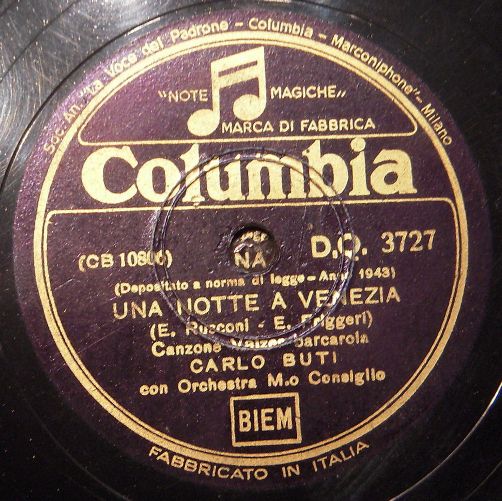 Soc. An. "La Voce del Padrone - Columbia - Marconiphone" - Milano
"NOTE MAGICHE"
MARCA DI FABBRICA
Columbia
NA
(CB 10806) D.Q. 3727
(Depositato a norma di legge - Anno 1943)
UNA NOTTE A VENEZIA
(E. Rusconi - E. Friggeri)
Canzone Valzer Barcarola
CARLO BUTI
con Orchestra M.o Consiglio
BIEM
FABBRICATO IN ITALIA